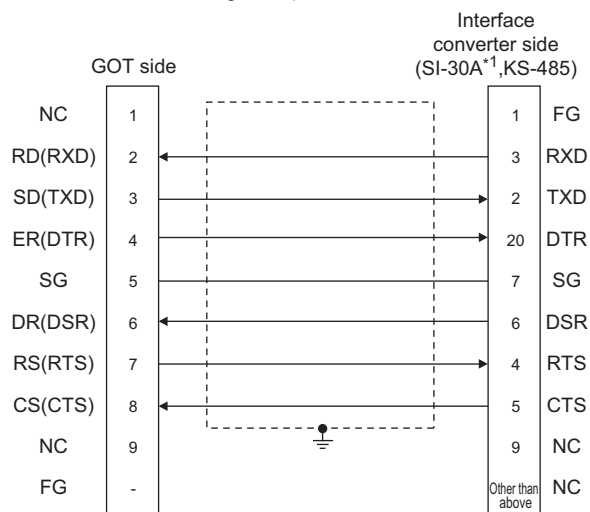 Interface
converter side
(SI-30A*1,KS-485)
GOT side
NC 1 1 FG
RD(RXD) 2 3 RXD
SD(TXD) 3 2 TXD
ER(DTR) 4 20 DTR
SG 5 7 SG
DR(DSR) 6 6 DSR
RS(RTS) 7 4 RTS
CS(CTS) 8 5 CTS
NC 9 9 NC
FG - Other than above NC